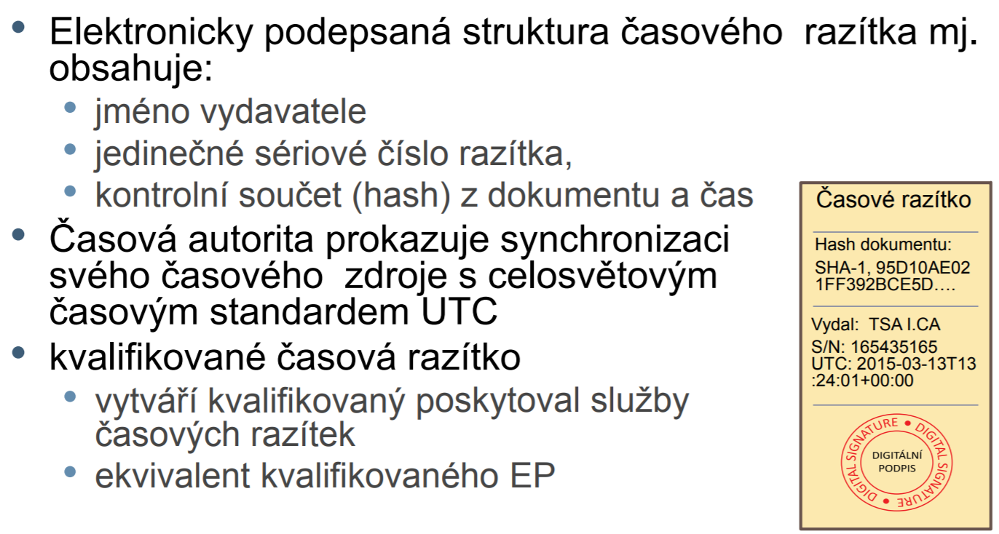 • Elektronicky podepsaná struktura časového razítka mj.
obsahuje:
• jméno vydavatele
• jedinečné sériové číslo razítka,
• kontrolní součet (hash) z dokumentu a čas
• Časová autorita prokazuje synchronizaci
svého časového zdroje s celosvětovým
časovým standardem UTC
• kvalifikované časová razítko
• vytváří kvalifikovaný poskytoval služby
časových razítek
• ekvivalent kvalifikovaného EP
Časové razítko
Hash dokumentu:
SHA-1, 95D10AE02
1FF392BCE5D….
Vydal: TSA I.CA
S/N: 165435165
UTC: 2015-03-13T13
:24:01+00:00
DIGITAL SIGNATURE • DIGITAL SIGNATURE •
DIGITÁLNÍ
PODPIS